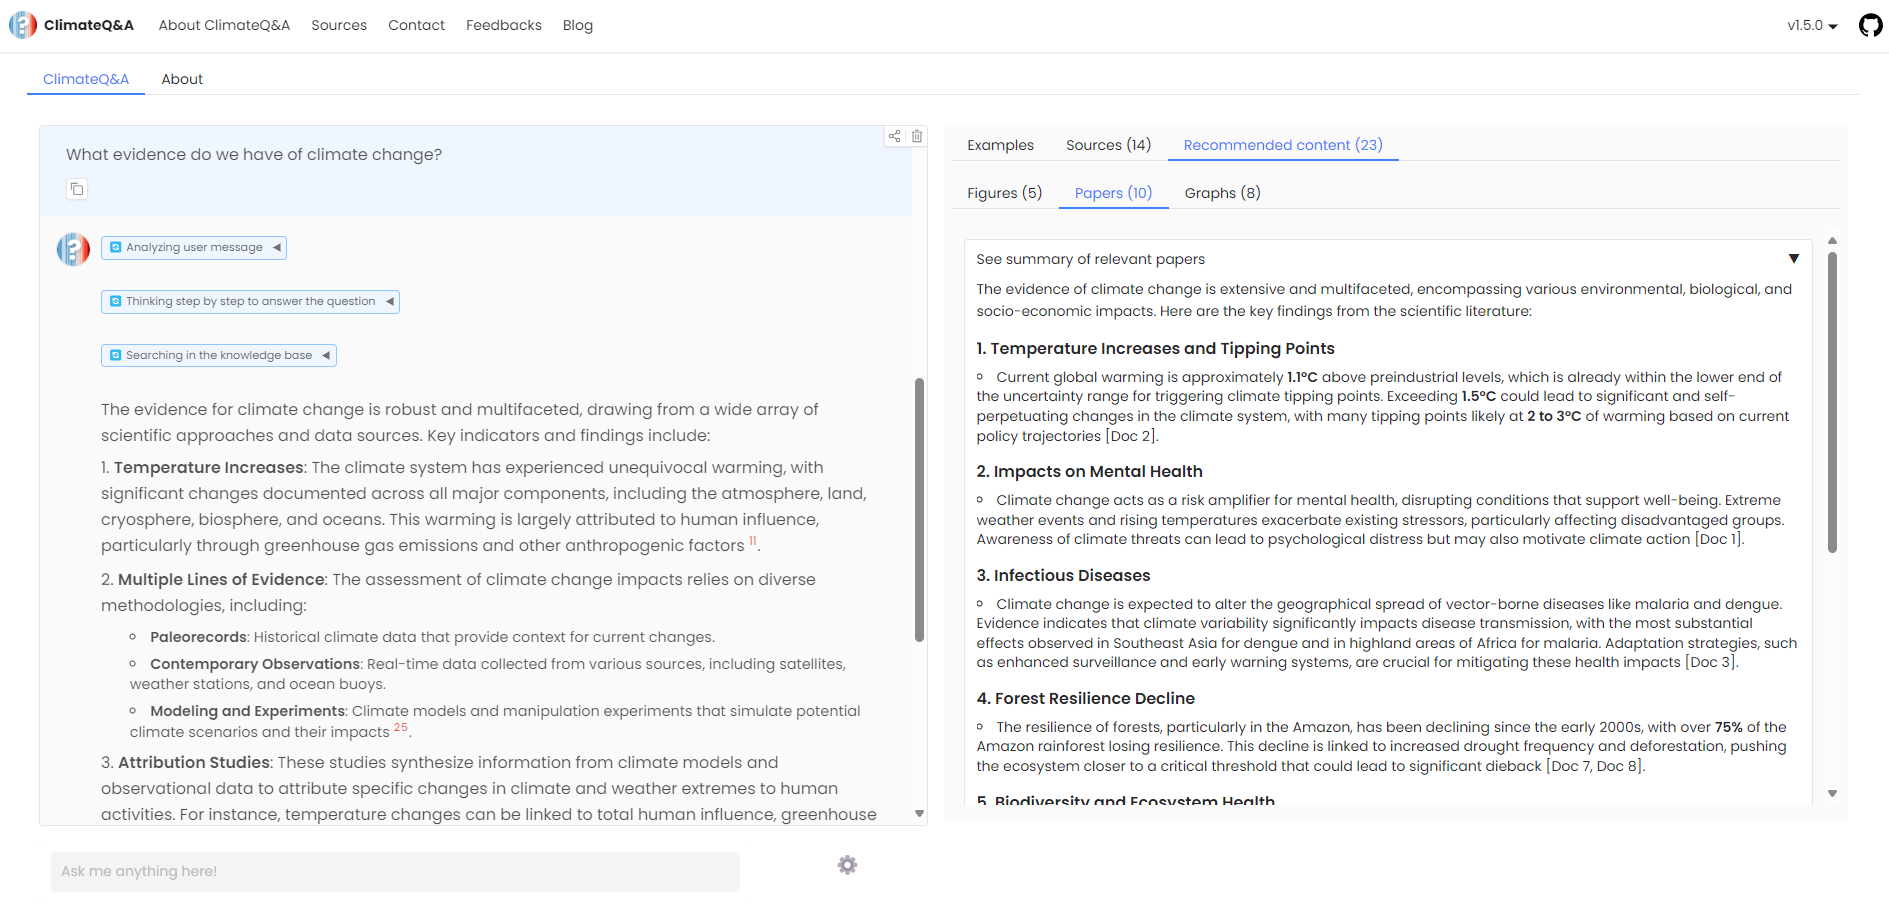 ClimateQ&A About ClimateQ&A Sources Contact Feedbacks Blog v1.5.0
ClimateQ&A About
What evidence do we have of climate change?
Analyzing user message
Thinking step by step to answer the question
Searching in the knowledge base
The evidence for climate change is robust and multifaceted, drawing from a wide array of
scientific approaches and data sources. Key indicators and findings include:
1. Temperature Increases: The climate system has experienced unequivocal warming, with
significant changes documented across all major components, including the atmosphere, land,
cryosphere, biosphere, and oceans. This warming is largely attributed to human influence,
particularly through greenhouse gas emissions and other anthropogenic factors 11.
2. Multiple Lines of Evidence: The assessment of climate change impacts relies on diverse
methodologies, including:
Paleorecords: Historical climate data that provide context for current changes.
Contemporary Observations: Real-time data collected from various sources, including satellites,
weather stations, and ocean buoys.
Modeling and Experiments: Climate models and manipulation experiments that simulate potential
climate scenarios and their impacts 25.
3. Attribution Studies: These studies synthesize information from climate models and
observational data to attribute specific changes in climate and weather extremes to human
activities. For instance, temperature changes can be linked to total human influence, greenhouse
Ask me anything here!
Examples Sources (14) Recommended content (23)
Figures (5) Papers (10) Graphs (8)
See summary of relevant papers
The evidence of climate change is extensive and multifaceted, encompassing various environmental, biological, and
socio-economic impacts. Here are the key findings from the scientific literature:
1. Temperature Increases and Tipping Points
Current global warming is approximately 1.1°C above preindustrial levels, which is already within the lower end of
the uncertainty range for triggering climate tipping points. Exceeding 1.5°C could lead to significant and self-
perpetuating changes in the climate system, with many tipping points likely at 2 to 3°C of warming based on current
policy trajectories [Doc 2].
2. Impacts on Mental Health
Climate change acts as a risk amplifier for mental health, disrupting conditions that support well-being. Extreme
weather events and rising temperatures exacerbate existing stressors, particularly affecting disadvantaged groups.
Awareness of climate threats can lead to psychological distress but may also motivate climate action [Doc 1].
3. Infectious Diseases
Climate change is expected to alter the geographical spread of vector-borne diseases like malaria and dengue.
Evidence indicates that climate variability significantly impacts disease transmission, with the most substantial
effects observed in Southeast Asia for dengue and in highland areas of Africa for malaria. Adaptation strategies, such
as enhanced surveillance and early warning systems, are crucial for mitigating these health impacts [Doc 3].
4. Forest Resilience Decline
The resilience of forests, particularly in the Amazon, has been declining since the early 2000s, with over 75% of the
Amazon rainforest losing resilience. This decline is linked to increased drought frequency and deforestation, pushing
the ecosystem closer to a critical threshold that could lead to significant dieback [Doc 7, Doc 8].
5. Biodiversity and Ecosystem Health